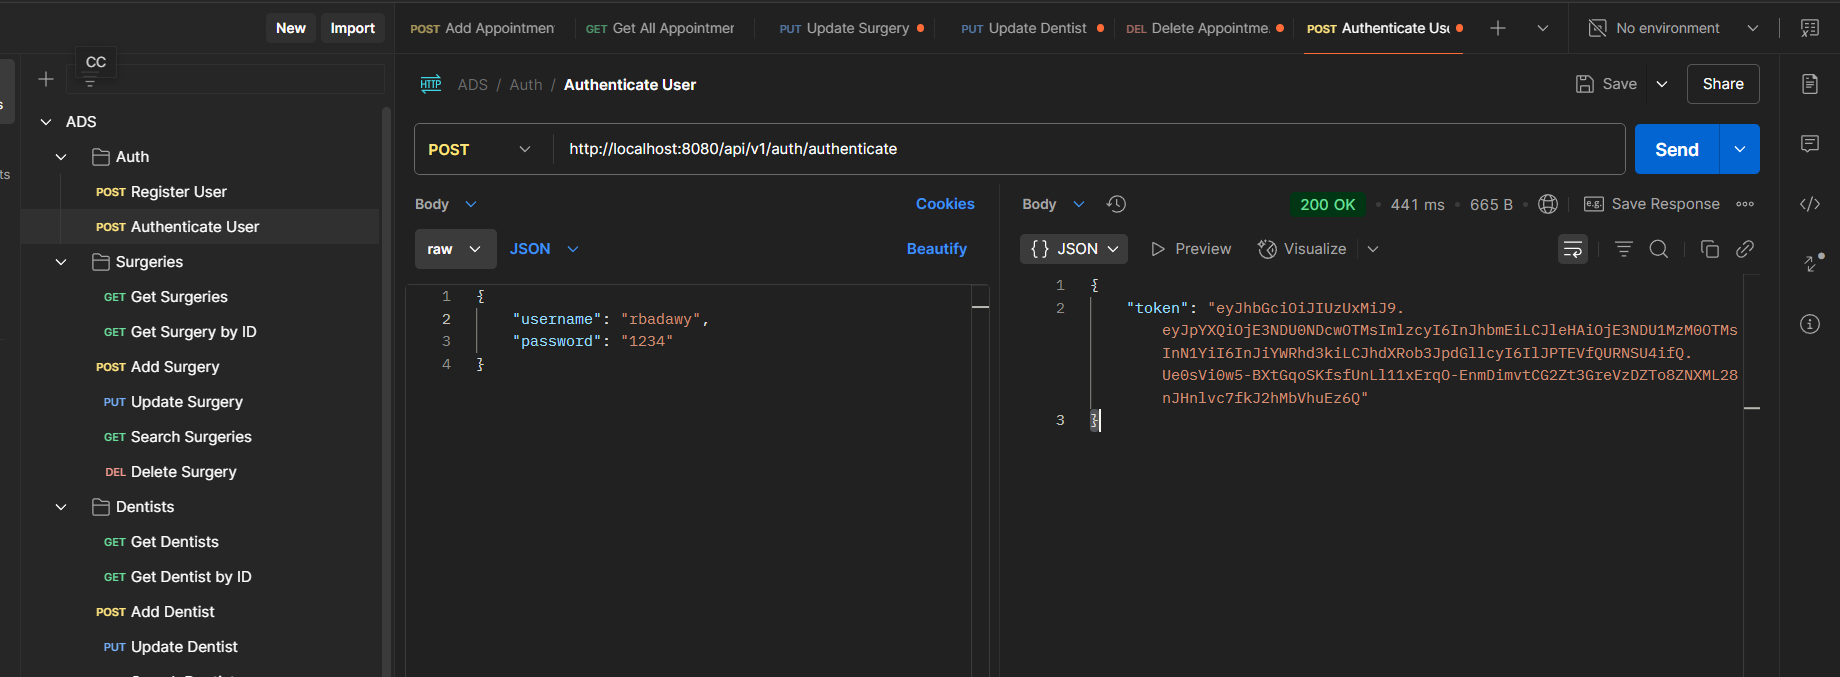 New
Import
POST Add Appointmen
GET Get All Appointmer
PUT Update Surgery
PUT Update Dentist
DEL Delete Appointme.
POST Authenticate Use
No environment
CC
ADS / Auth / Authenticate User
Save
Share
s
ts
ADS
Auth
POST Register User
POST Authenticate User
Surgeries
GET Get Surgeries
GET Get Surgery by ID
POST Add Surgery
PUT Update Surgery
GET Search Surgeries
DEL Delete Surgery
Dentists
GET Get Dentists
GET Get Dentist by ID
POST Add Dentist
PUT Update Dentist
HTTP
POST
http://localhost:8080/api/v1/auth/authenticate
Send
Body
Cookies
raw
JSON
Beautify
1 {
2 "username": "rbadawy",
3 "password": "1234"
4 }
Body
200 OK • 441 ms • 665 B
e.g. Save Response
{} JSON
Preview
Visualize
1 {
2 "token": "eyJhbGciOiJIUzUxMiJ9.
eyJpYXQiOjE3NDU0NDcwOTMsImlzcyI6InJhbmEiLCJleHAiOjE3NDU1MzM0OTMs
InN1YiI6InJiYWRhd3kiLCJhdXRob3JpdGllcyI6IlJPTEVfQURNSU4ifQ.
Ue0sVi0w5-BXtGqoSKfsfUnLl11xErqO-EnmDimvtCG2Zt3GreVzDZTo8ZNXML28
nJHnlvc7fkJ2hMbVhuEz6Q"
3 }